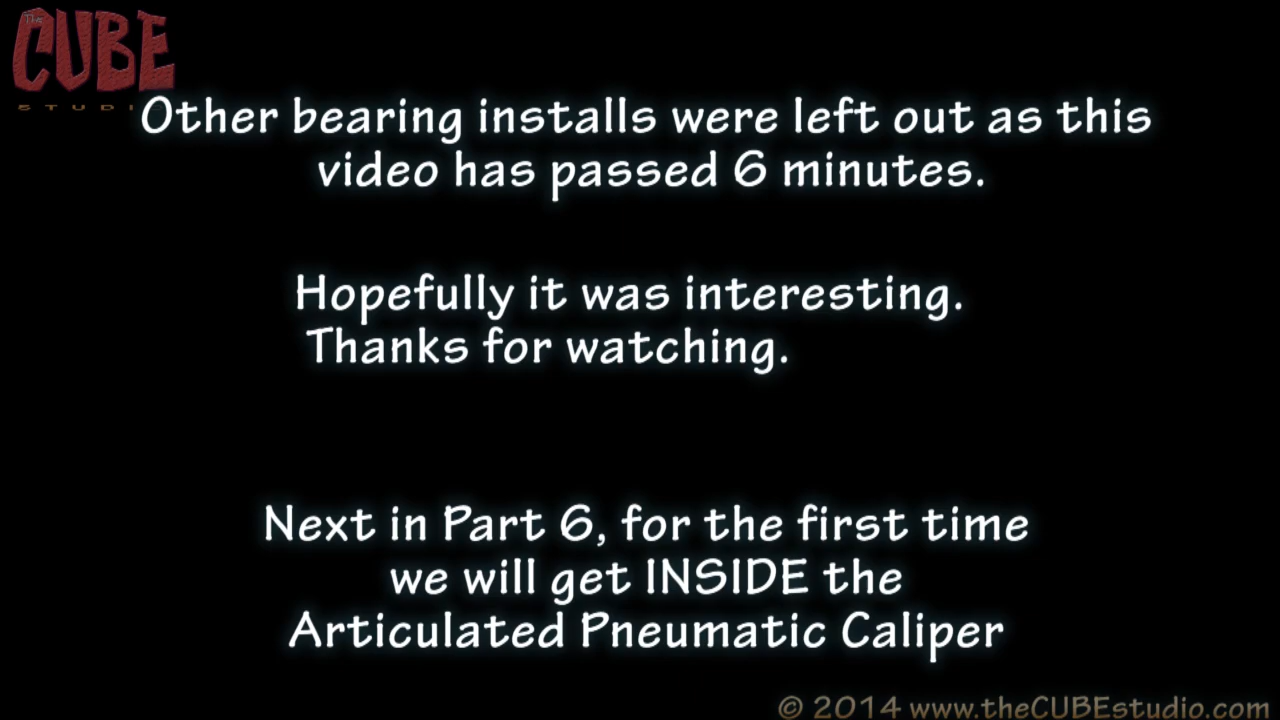 The
CUBE
STUDI
Other bearing installs were left out as this
video has passed 6 minutes.
Hopefully it was interesting.
Thanks for watching.
Next in Part 6, for the first time
we will get INSIDE the
Articulated Pneumatic Caliper
© 2014 www.theCUBEstudio.com